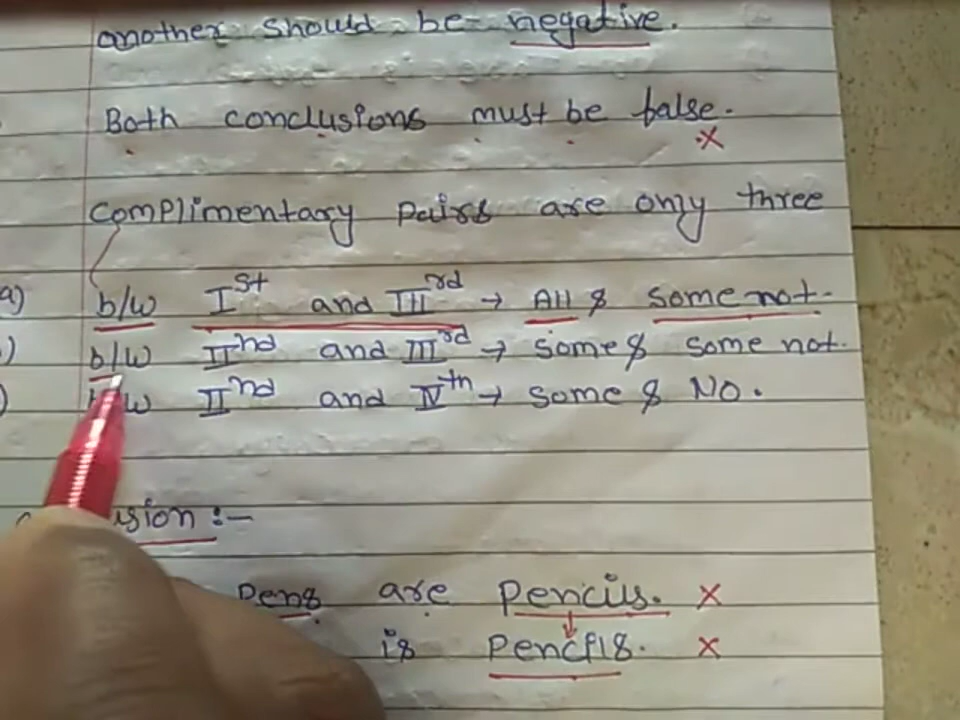 another should be negative.
Both conclusions must be false.
Complimentary Pairs are only three
a) b/w Ist and IIIrd → All & some not.
) b/w IInd and IIIrd → some & some not.
) b/w IInd and IVth → some & No.
usion :-
Pens are Pencils.
is Pencils.